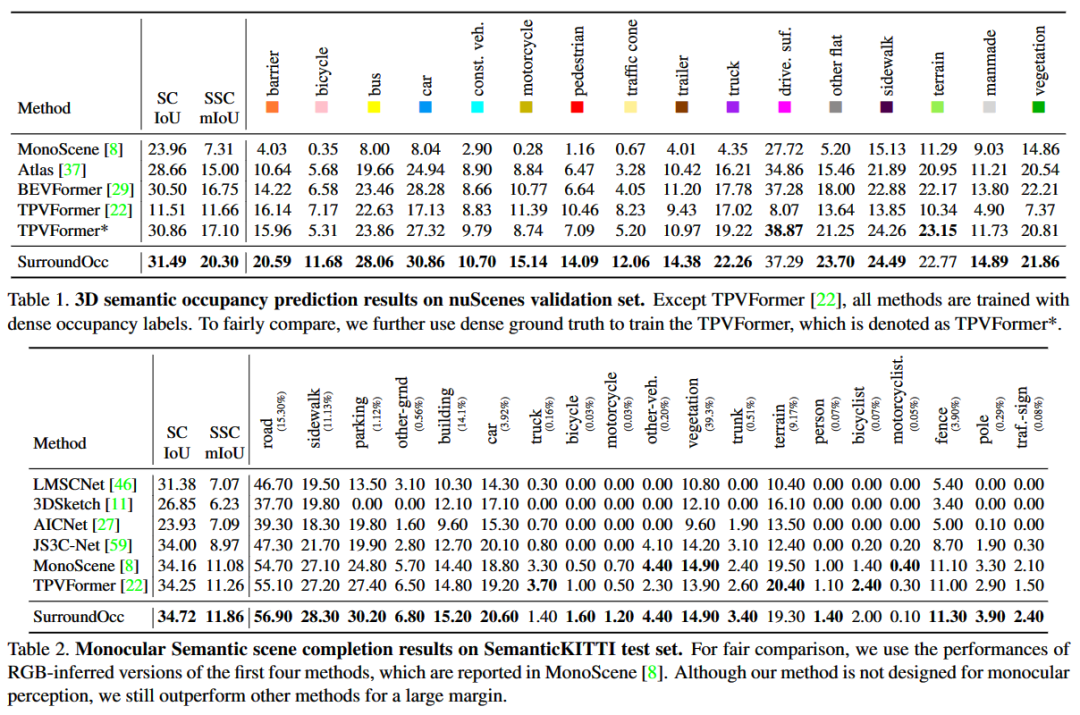 Method SC IoU SSC mIoU barrier bicycle bus car const. veh. motorcycle pedestrian traffic cone trailer truck drive. suf. other flat sidewalk terrain manmade vegetation
MonoScene [8] 23.96 7.31 4.03 0.35 8.00 8.04 2.90 0.28 1.16 0.67 4.01 4.35 27.72 5.20 15.13 11.29 9.03 14.86
Atlas [37] 28.66 15.00 10.64 5.68 19.66 24.94 8.90 8.84 6.47 3.28 10.42 16.21 34.86 15.46 21.89 20.95 11.21 20.54
BEVFormer [29] 30.50 16.75 14.22 6.58 23.46 28.28 8.66 10.77 6.64 4.05 11.20 17.78 37.28 18.00 22.88 22.17 13.80 22.21
TPVFormer [22] 11.51 11.66 16.14 7.17 22.63 17.13 8.83 11.39 10.46 8.23 9.43 17.02 8.07 13.64 13.85 10.34 4.90 7.37
TPVFormer* 30.86 17.10 15.96 5.31 23.86 27.32 9.79 8.74 7.09 5.20 10.97 19.22 38.87 21.25 24.26 23.15 11.73 20.81
SurroundOcc 31.49 20.30 20.59 11.68 28.06 30.86 10.70 15.14 14.09 12.06 14.38 22.26 37.29 23.70 24.49 22.77 14.89 21.86
Table 1. 3D semantic occupancy prediction results on nuScenes validation set. Except TPVFormer [22], all methods are trained with
dense occupancy labels. To fairly compare, we further use dense ground truth to train the TPVFormer, which is denoted as TPVFormer*.
Method SC IoU SSC mIoU road (15.30%) sidewalk (11.13%) parking (1.12%) other-grnd (0.56%) building (14.1%) car (3.92%) truck (0.16%) bicycle (0.03%) motorcycle (0.03%) other-veh. (0.20%) vegetation (39.3%) trunk (0.51%) terrain (9.17%) person (0.07%) bicyclist (0.07%) motorcyclist. (0.05%) fence (3.90%) pole (0.29%) traf.-sign (0.08%)
LMSCNet [46] 31.38 7.07 46.70 19.50 13.50 3.10 10.30 14.30 0.30 0.00 0.00 0.00 10.80 0.00 10.40 0.00 0.00 0.00 5.40 0.00 0.00
3DSketch [11] 26.85 6.23 37.70 19.80 0.00 0.00 12.10 17.10 0.00 0.00 0.00 0.00 12.10 0.00 16.10 0.00 0.00 0.00 3.40 0.00 0.00
AICNet [27] 23.93 7.09 39.30 18.30 19.80 1.60 9.60 15.30 0.70 0.00 0.00 0.00 9.60 1.90 13.50 0.00 0.00 0.00 5.00 0.10 0.00
JS3C-Net [59] 34.00 8.97 47.30 21.70 19.90 2.80 12.70 20.10 0.80 0.00 0.00 4.10 14.20 3.10 12.40 0.00 0.20 0.20 8.70 1.90 0.30
MonoScene [8] 34.16 11.08 54.70 27.10 24.80 5.70 14.40 18.80 3.30 0.50 0.70 4.40 14.90 2.40 19.50 1.00 1.40 0.40 11.10 3.30 2.10
TPVFormer [22] 34.25 11.26 55.10 27.20 27.40 6.50 14.80 19.20 3.70 1.00 0.50 2.30 13.90 2.60 20.40 1.10 2.40 0.30 11.00 2.90 1.50
SurroundOcc 34.72 11.86 56.90 28.30 30.20 6.80 15.20 20.60 1.40 1.60 1.20 4.40 14.90 3.40 19.30 1.40 2.00 0.10 11.30 3.90 2.40
Table 2. Monocular Semantic scene completion results on SemanticKITTI test set. For fair comparison, we use the performances of
RGB-inferred versions of the first four methods, which are reported in MonoScene [8]. Although our method is not designed for monocular
perception, we still outperform other methods for a large margin.